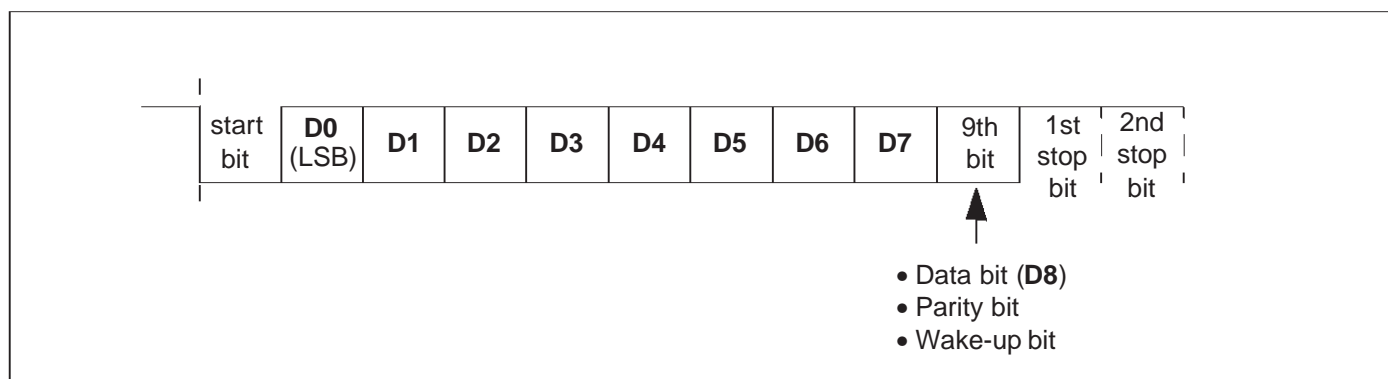 start bit
D0 (LSB)
D1
D2
D3
D4
D5
D6
D7
9th bit
1st stop bit
2nd stop bit
• Data bit (D8)
• Parity bit
• Wake-up bit